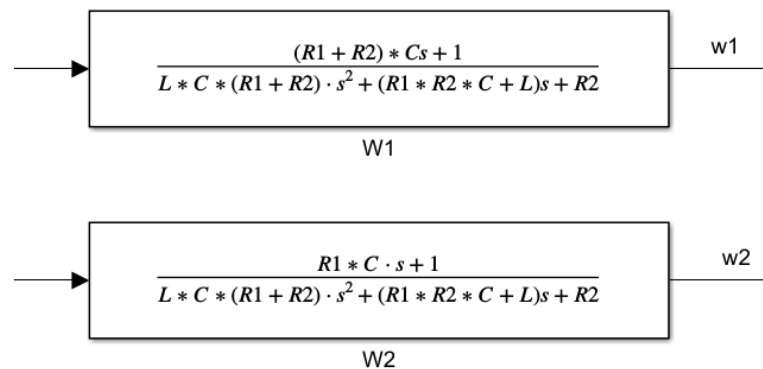 w1
(R1 + R2) * Cs + 1
L * C * (R1 + R2) · s² + (R1 * R2 * C + L)s + R2
W1
w2
R1 * C · s + 1
L * C * (R1 + R2) · s² + (R1 * R2 * C + L)s + R2
W2